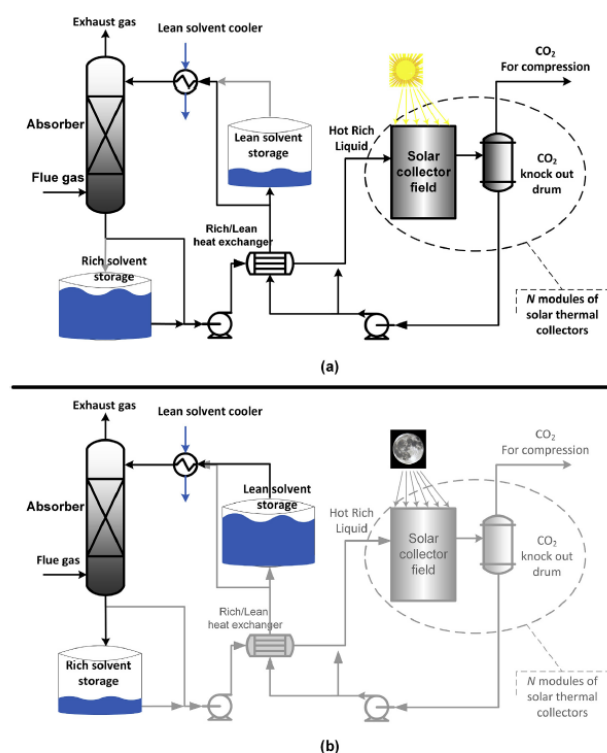 Exhaust gas
Lean solvent cooler
CO2
For compression
Absorber
Lean solvent
storage
Hot Rich
Liquid
Solar
collector
field
CO2
knock out
drum
Flue gas
Rich/Lean
heat exchanger
Rich solvent
storage
N modules of
solar thermal
collectors
(a)
Exhaust gas
Lean solvent cooler
CO2
For compression
Absorber
Lean solvent
storage
Hot Rich
Liquid
Solar
collector
field
CO2
knock out
drum
Flue gas
Rich/Lean
heat exchanger
Rich solvent
storage
N modules of
solar thermal
collectors
(b)